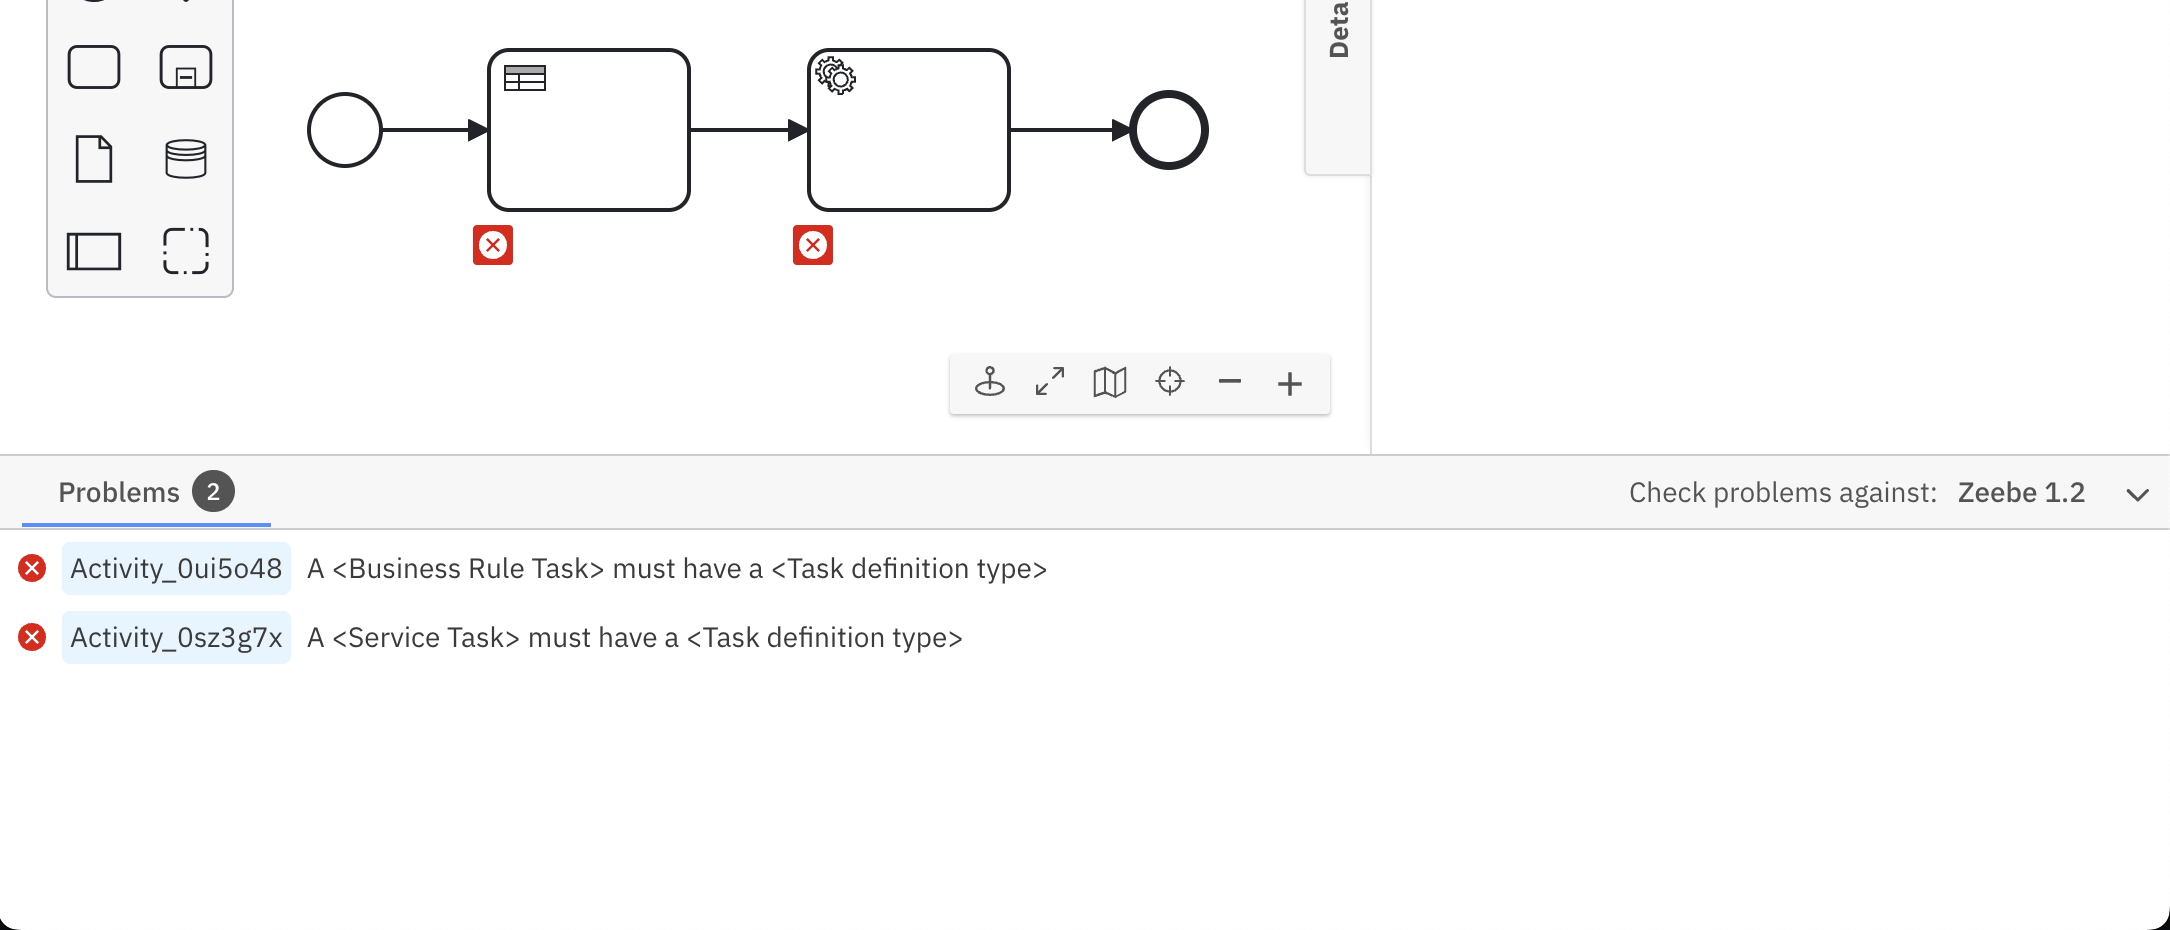 Deta
Problems 2
Check problems against: Zeebe 1.2
Activity_0ui5o48 A <Business Rule Task> must have a <Task definition type>
Activity_0sz3g7x A <Service Task> must have a <Task definition type>